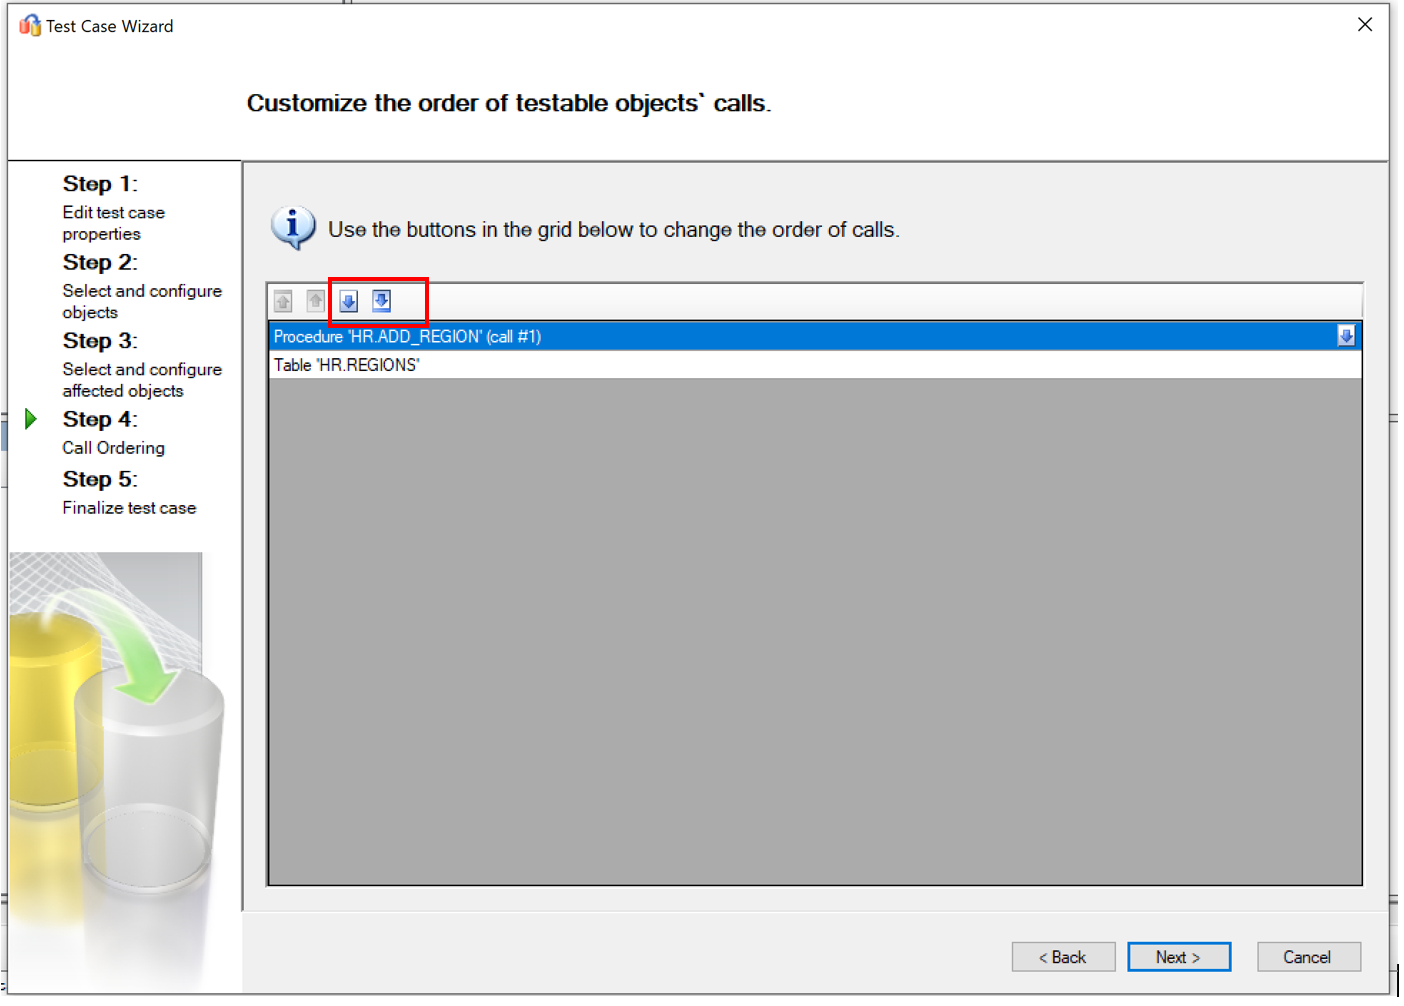 Test Case Wizard
Customize the order of testable objects` calls.
Step 1:
Edit test case
properties
Step 2:
Select and configure
objects
Step 3:
Select and configure
affected objects
Step 4:
Call Ordering
Step 5:
Finalize test case
Use the buttons in the grid below to change the order of calls.
Procedure 'HR.ADD_REGION' (call #1)
Table 'HR.REGIONS'
< Back
Next >
Cancel